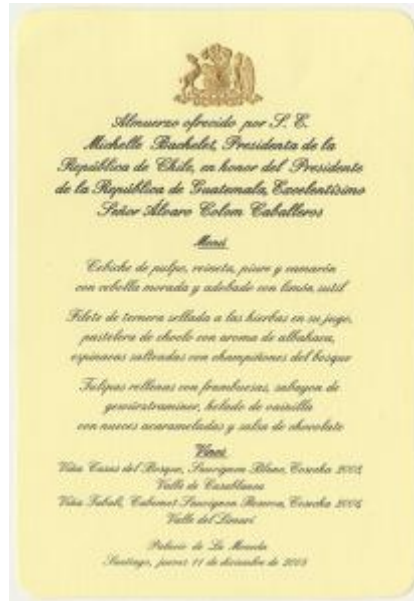 Almuerzo ofrecido por S. E.
Michelle Bachelet, Presidenta de la
República de Chile, en honor del Presidente
de la República de Guatemala, Excelentísimo
Señor Álvaro Colom Caballeros
Menú
Cebiche de pulpo, reineta, piure y camarón
con cebolla morada y adobado con limón sutil
Filete de ternera sellada a las hierbas en su jugo,
pastelera de choclo con aroma de albahaca,
espinacas salteadas con champiñones del bosque
Tulipas rellenas con frambuesas, sabayon de
gewürztraminer, helado de vainilla
con nueces acarameladas y salsa de chocolate
Vinos
Viña Casas del Bosque, Sauvignon Blanc, Cosecha
Valle de Casablanca
Viña Tabalí, Cabernet Sauvignon Reserva, Cosecha
Valle del Limarí
Palacio de La Moneda
Santiago, jueves 11 de diciembre de 2008